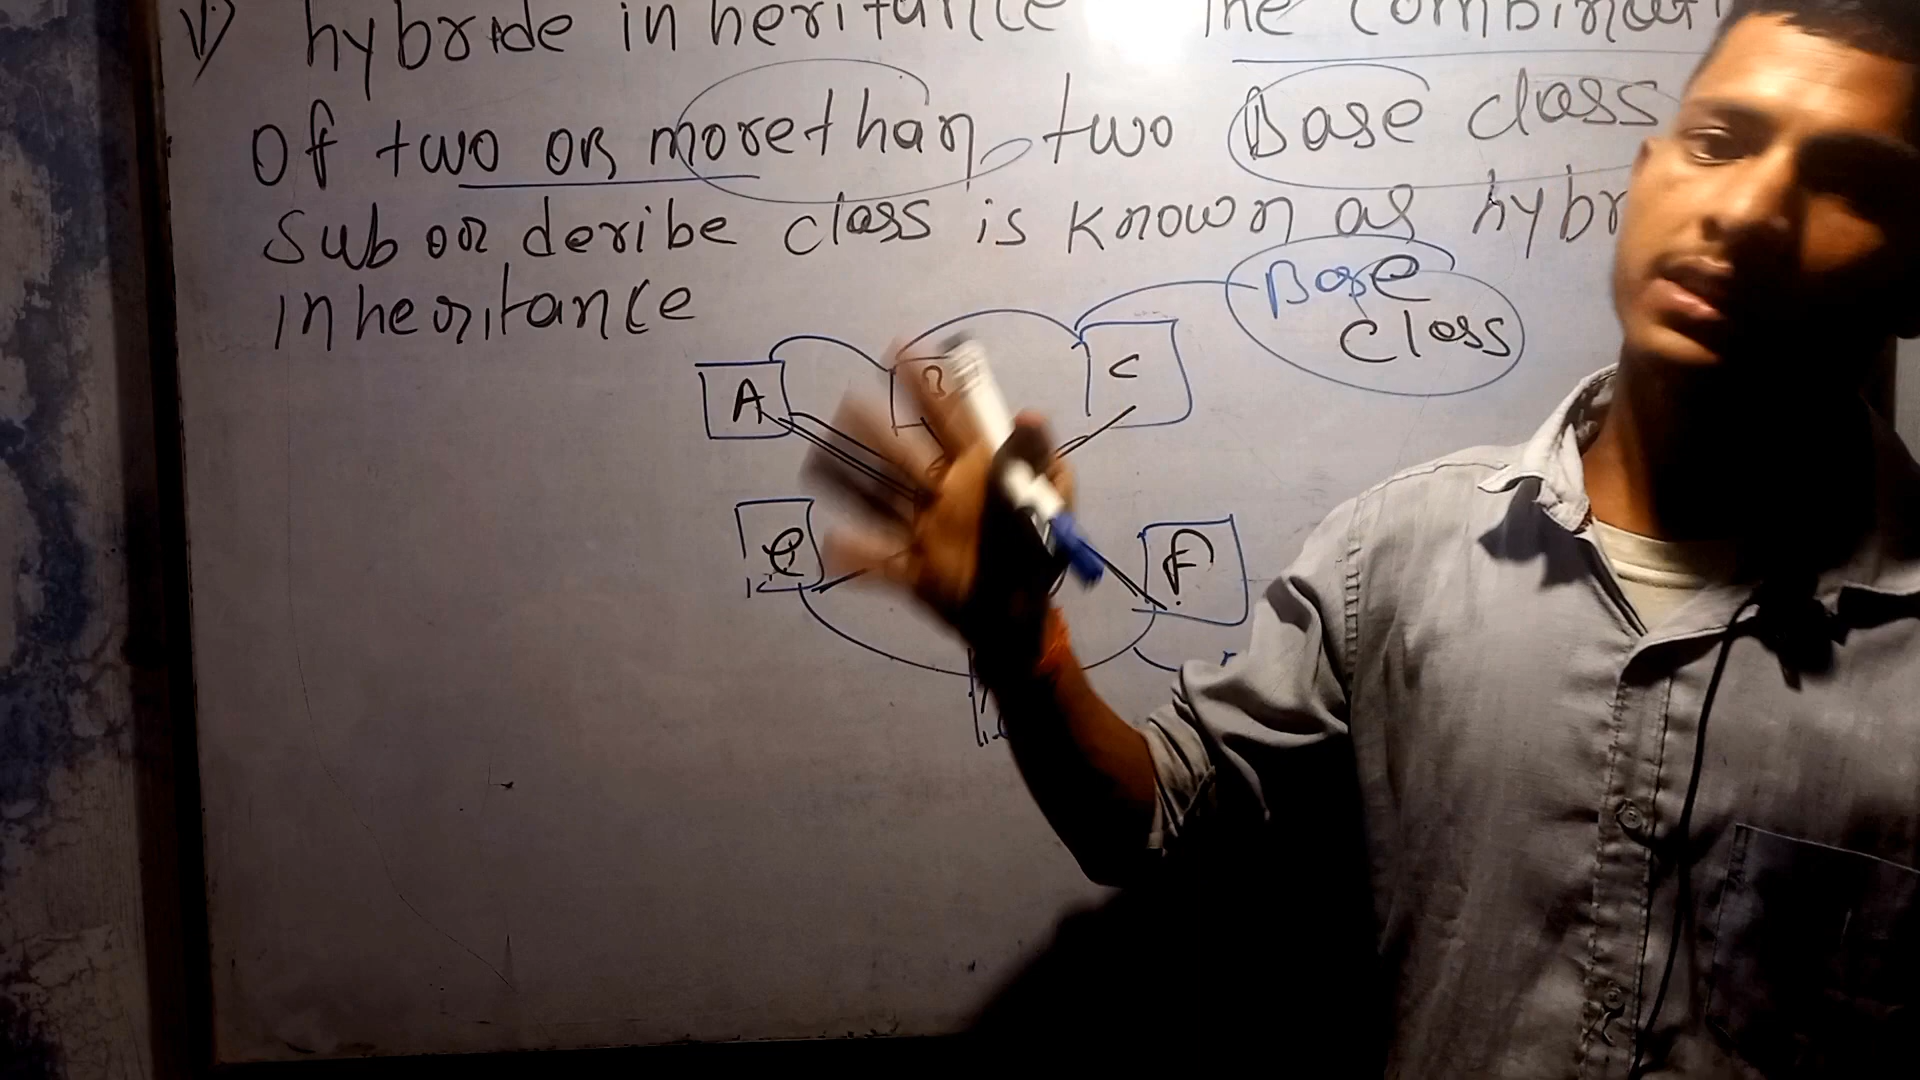 V) hybride inheritance The
Of two or morethan two Base class
Sub or deribe class is known as
inheritance
Base
class
A B C
e F